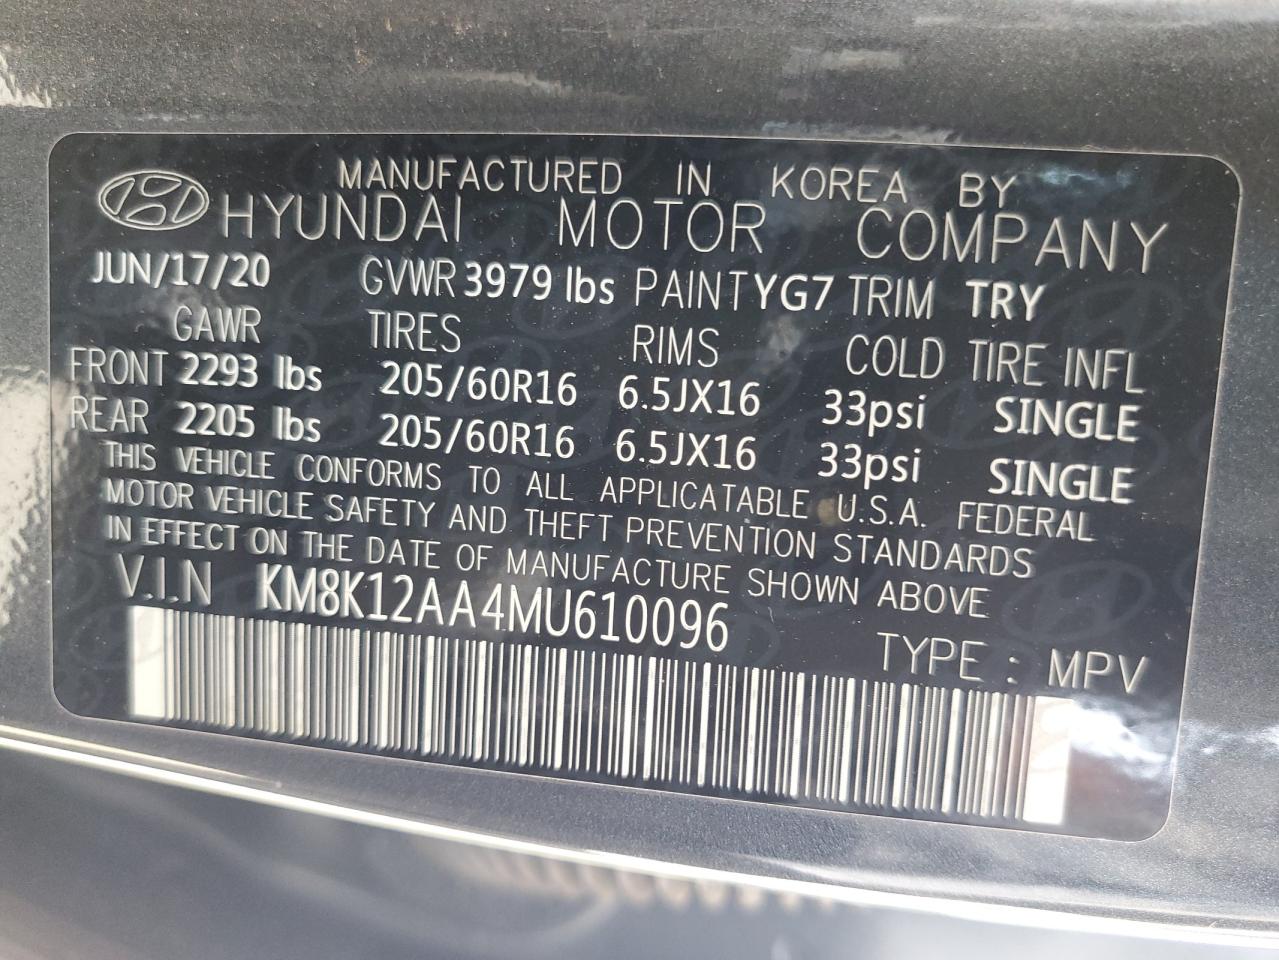 MANUFACTURED IN KOREA BY
HYUNDAI MOTOR COMPANY
JUN/17/20 GVWR 3979 lbs PAINT YG7 TRIM TRY
GAWR TIRES RIMS COLD TIRE INFL
FRONT 2293 lbs 205/60R16 6.5JX16 33psi SINGLE
REAR 2205 lbs 205/60R16 6.5JX16 33psi SINGLE
THIS VEHICLE CONFORMS TO ALL APPLICATABLE U.S.A. FEDERAL
MOTOR VEHICLE SAFETY AND THEFT PREVENTION STANDARDS
IN EFFECT ON THE DATE OF MANUFACTURE SHOWN ABOVE
V.I.N KM8K12AA4MU610096
TYPE : MPV